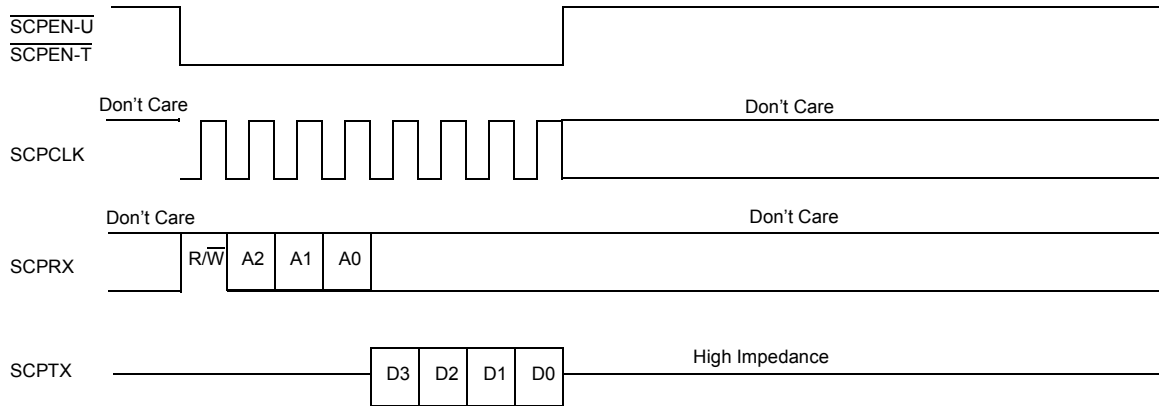 SCPEN-U
SCPEN-T
Don't Care
Don't Care
SCPCLK
Don't Care
Don't Care
SCPRX
R/W A2 A1 A0
SCPTX
D3 D2 D1 D0
High Impedance